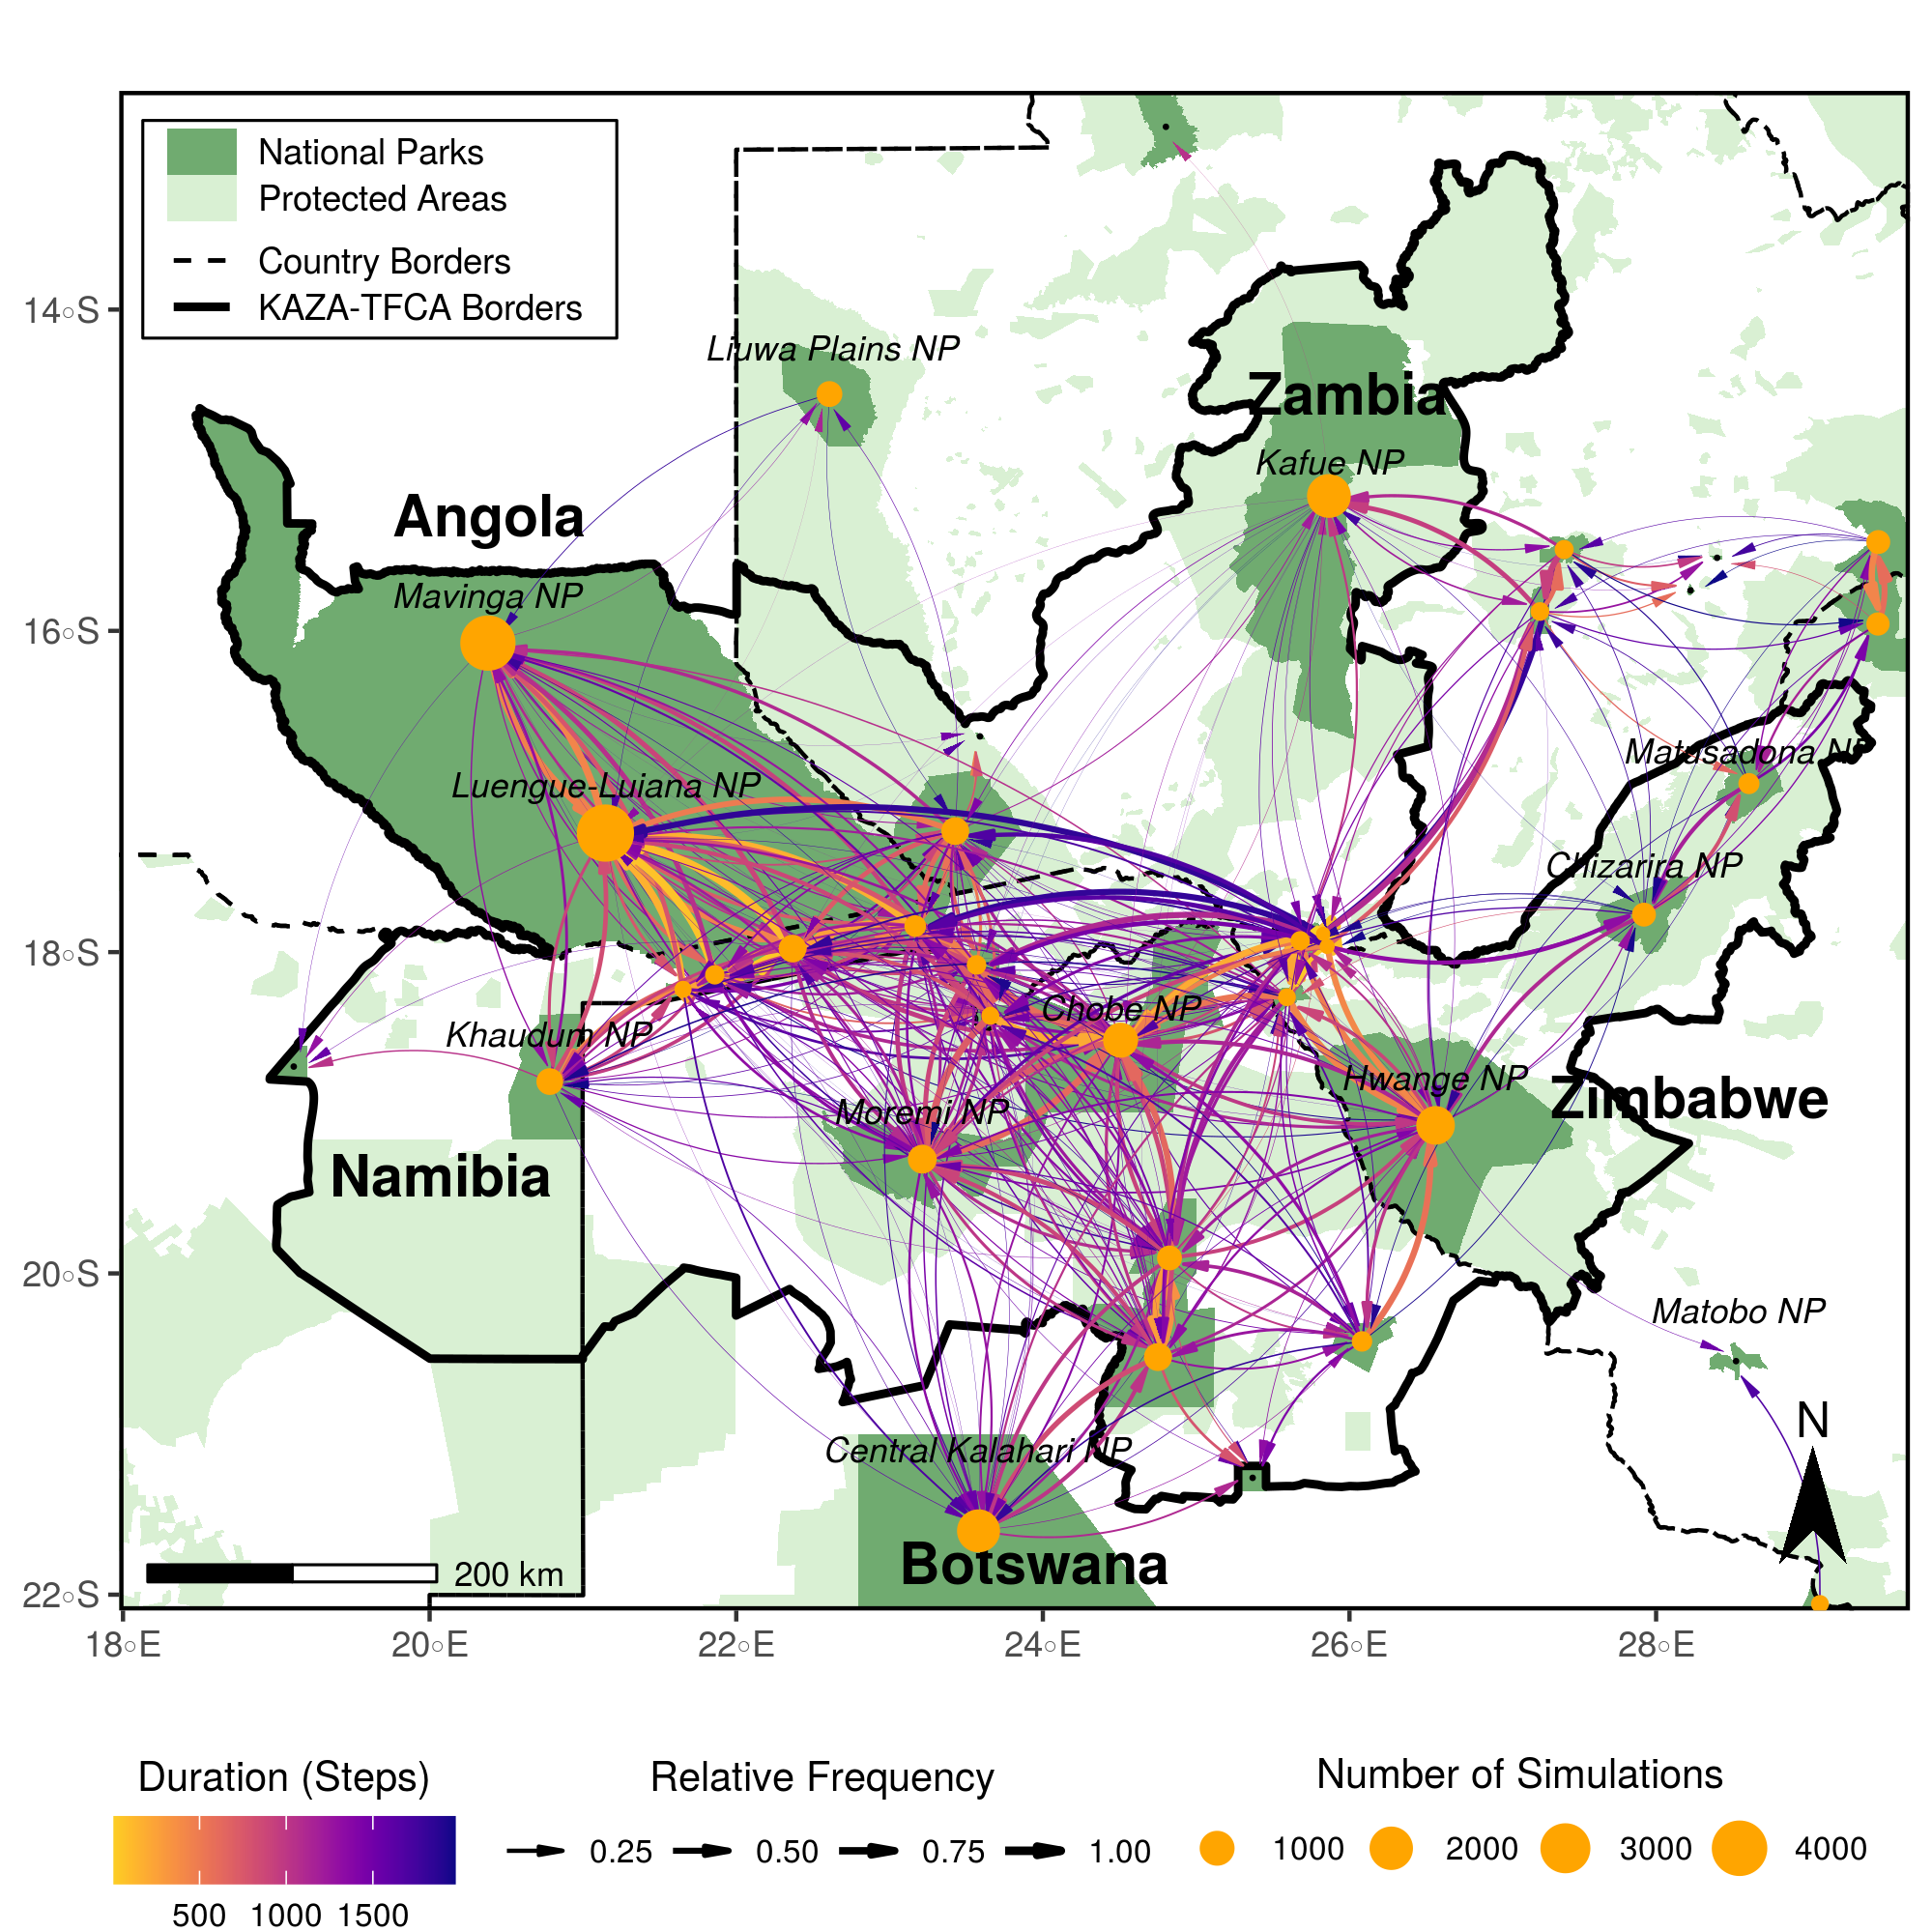 National Parks
Protected Areas
Country Borders
KAZA-TFCA Borders
14◦S
Liuwa Plains NP
Zambia
Kafue NP
Angola
Mavinga NP
16◦S
Matusadona NP
Luengue-Luiana NP
Chizarira NP
18◦S
Chobe NP
Khaudum NP
Hwange NP
Zimbabwe
Moremi NP
Namibia
20◦S
Matobo NP
N
Central Kalahari NP
Botswana
200 km
22◦S
18◦E
20◦E
22◦E
24◦E
26◦E
28◦E
Duration (Steps)
500
1000
1500
Relative Frequency
0.25
0.50
0.75
1.00
Number of Simulations
1000
2000
3000
4000